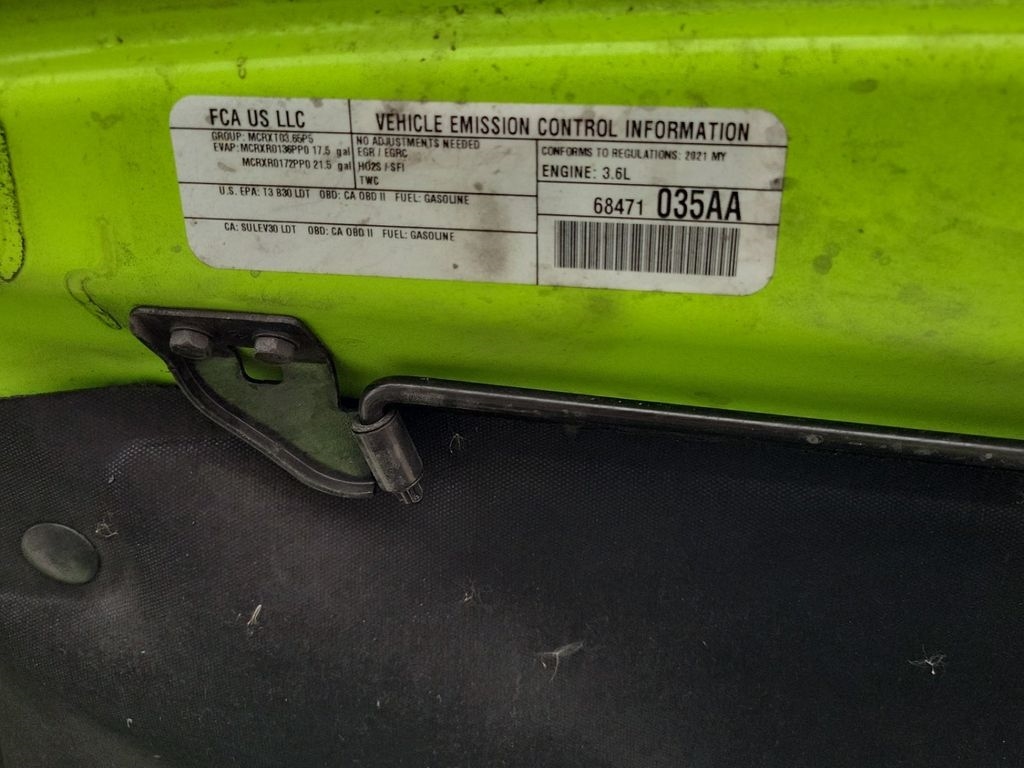 FCA US LLC
VEHICLE EMISSION CONTROL INFORMATION
GROUP: MCRXT03.65P5
EVAP: MCRXR0136PP0 17.5 gal
MCRXR0172PP0 21.5 gal
NO ADJUSTMENTS NEEDED
EGR / EGRC
HO2S / SFI
TWC
CONFORMS TO REGULATIONS: 2021 MY
ENGINE: 3.6L
U.S. EPA: T3 B30 LDT OBD: CA OBD II FUEL: GASOLINE
CA: SULEV30 LDT OBD: CA OBD II FUEL: GASOLINE
68471 035AA